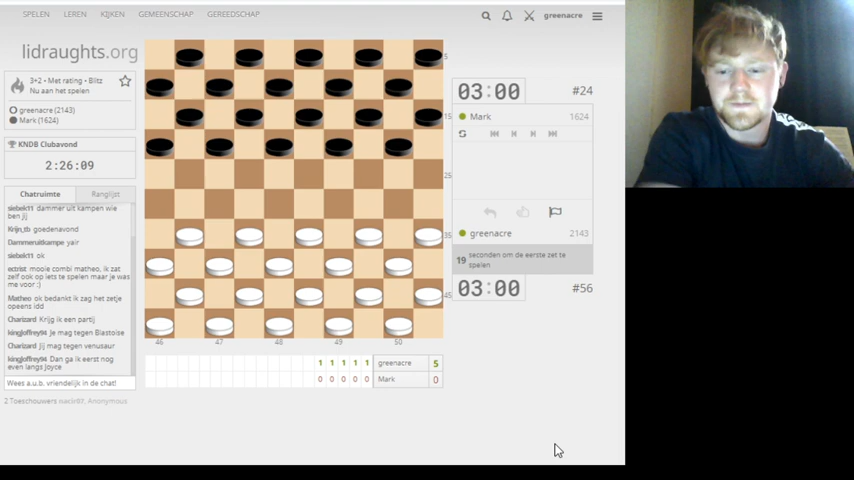 SPELEN LEREN KIJKEN GEMEENSCHAP GEREEDSCHAP greenacre
lidraughts.org
3+2 • Met rating • Blitz
Nu aan het spelen
greenacre (2143)
Mark (1624)
KNDB Clubavond
2:26:09
Chatruimte Ranglijst
siebek11 dammer uit kampen wie
ben jij
goedenavond
Dammeruitkampe yair
siebek11 ok
ectrist mooie combi matheo, ik zat
zelf ook op iets te spelen maar je was
me voor :)
Matheo ok bedankt ik zag het zetje
opeens idd
Charizard Krijg ik een partij
kingjoffrey94 Je mag tegen Blastoise
Charizard Jij mag tegen venusaur
kingjoffrey94 Dan ga ik eerst nog
even langs Joyce
Wees a.u.b. vriendelijk in de chat!
2 Toeschouwers Anonymous
5
15
25
35
45
46 47 48 49 50
1 1 1 1 1 greenacre 5
0 0 0 0 0 Mark 0
03:00 #24
Mark 1624
greenacre 2143
19 seconden om de eerste zet te
spelen
03:00 #56